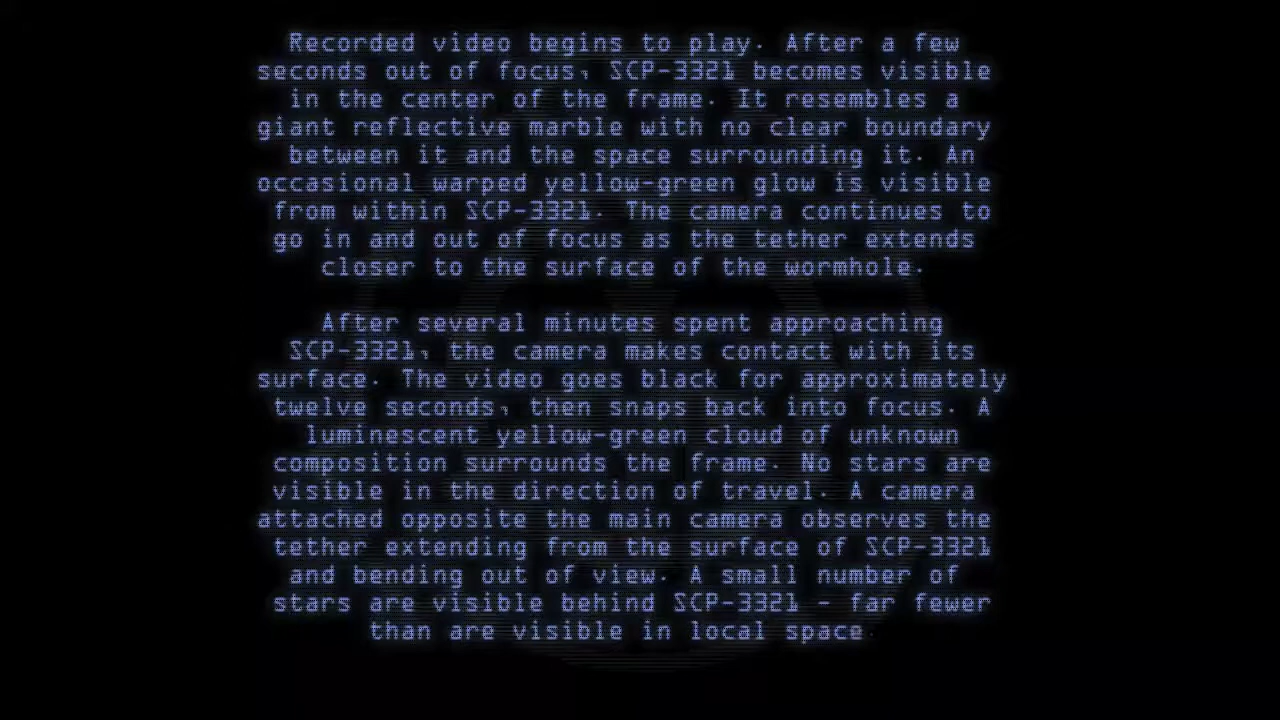 Recorded video begins to play. After a few
seconds out of focus, SCP-3321 becomes visible
in the center of the frame. It resembles a
giant reflective marble with no clear boundary
between it and the space surrounding it. An
occasional warped yellow-green glow is visible
from within SCP-3321. The camera continues to
go in and out of focus as the tether extends
closer to the surface of the wormhole.
After several minutes spent approaching
SCP-3321, the camera makes contact with its
surface. The video goes black for approximately
twelve seconds, then snaps back into focus. A
luminescent yellow-green cloud of unknown
composition surrounds the frame. No stars are
visible in the direction of travel. A camera
attached opposite the main camera observes the
tether extending from the surface of SCP-3321
and bending out of view. A small number of
stars are visible behind SCP-3321 - far fewer
than are visible in local space.